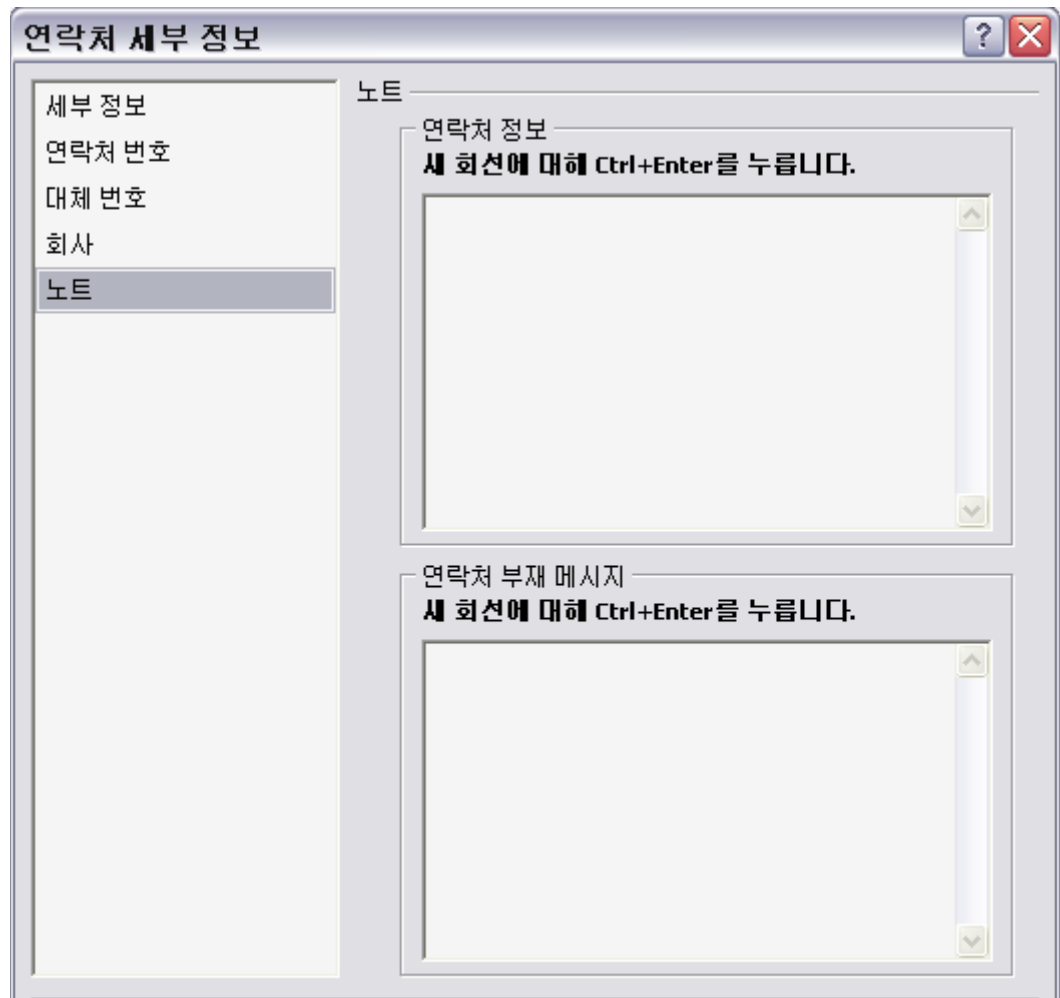 연락처 세부 정보
세부 정보
연락처 번호
대체 번호
회사
노트
노트
연락처 정보
새 회선에 대해 Ctrl+Enter를 누릅니다.
연락처 부재 메시지
새 회선에 대해 Ctrl+Enter를 누릅니다.